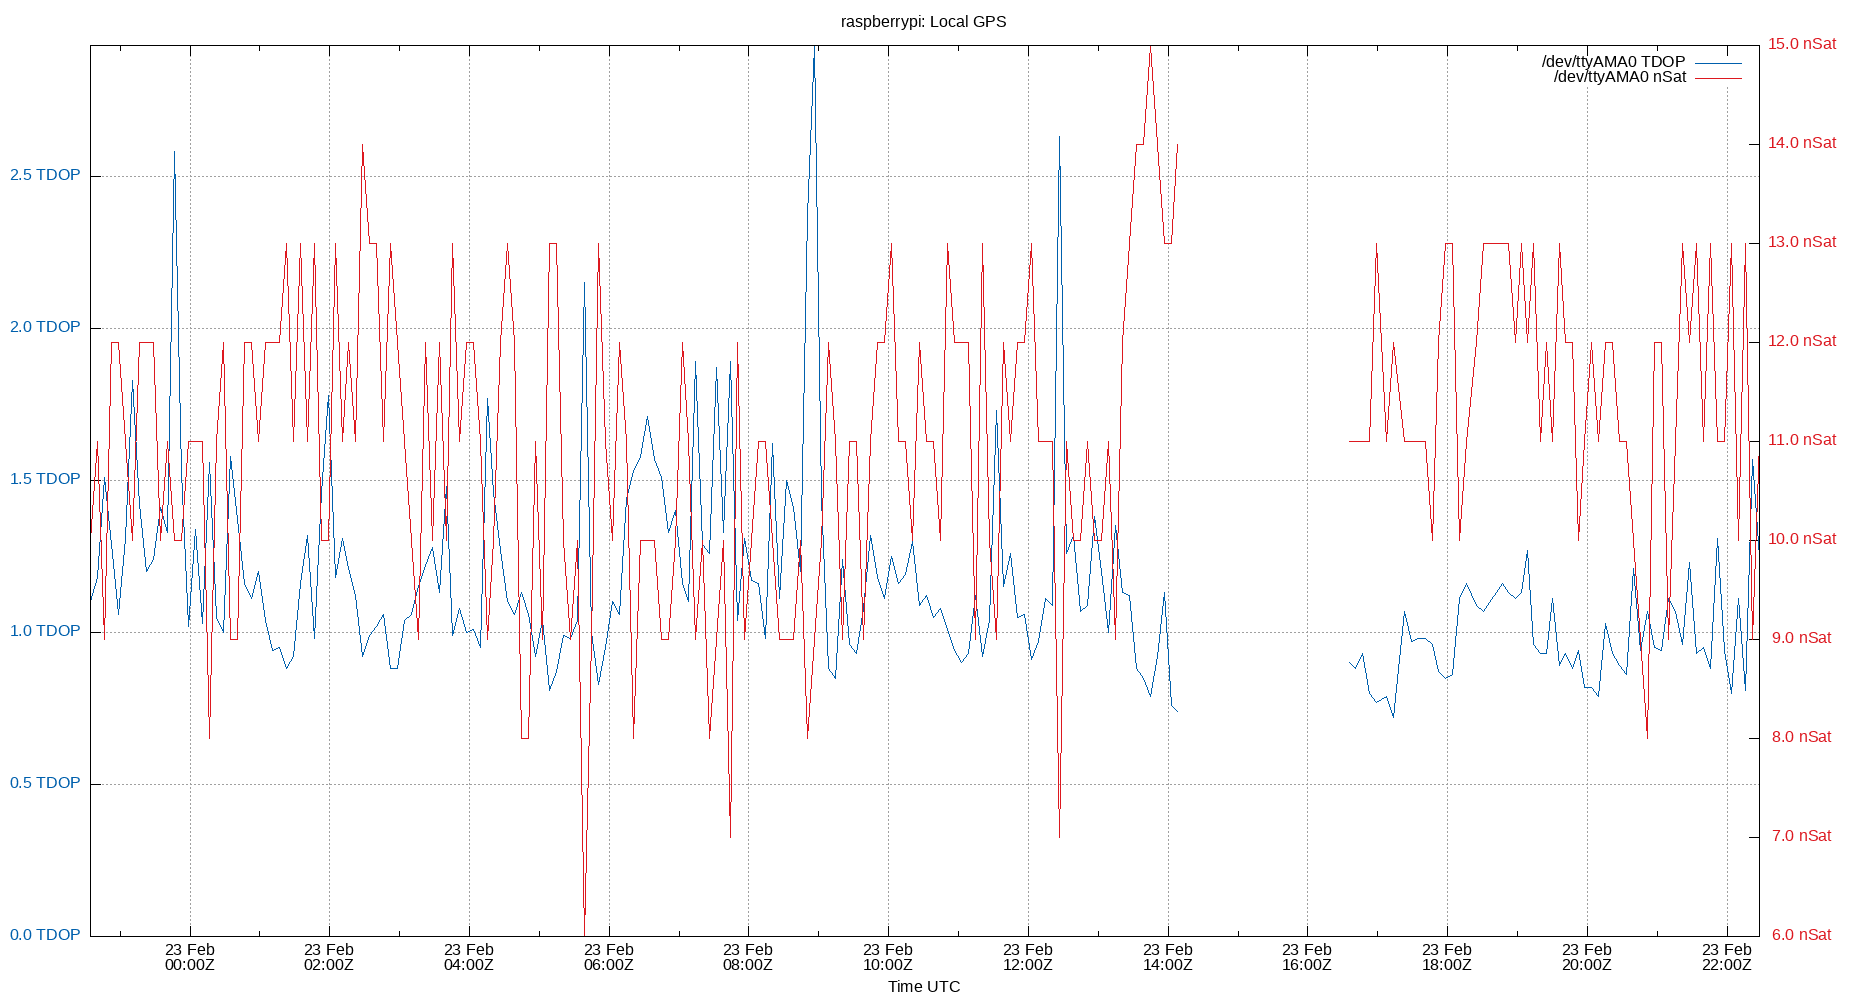 raspberrypi: Local GPS
15.0 nSat
/dev/ttyAMA0 TDOP
/dev/ttyAMA0 nSat
14.0 nSat
2.5 TDOP
13.0 nSat
2.0 TDOP
12.0 nSat
11.0 nSat
1.5 TDOP
10.0 nSat
1.0 TDOP
9.0 nSat
8.0 nSat
0.5 TDOP
7.0 nSat
0.0 TDOP
6.0 nSat
23 Feb 23 Feb 23 Feb 23 Feb 23 Feb 23 Feb 23 Feb 23 Feb 23 Feb 23 Feb 23 Feb 23 Feb
00:00Z 02:00Z 04:00Z 06:00Z 08:00Z 10:00Z 12:00Z 14:00Z 16:00Z 18:00Z 20:00Z 22:00Z
Time UTC